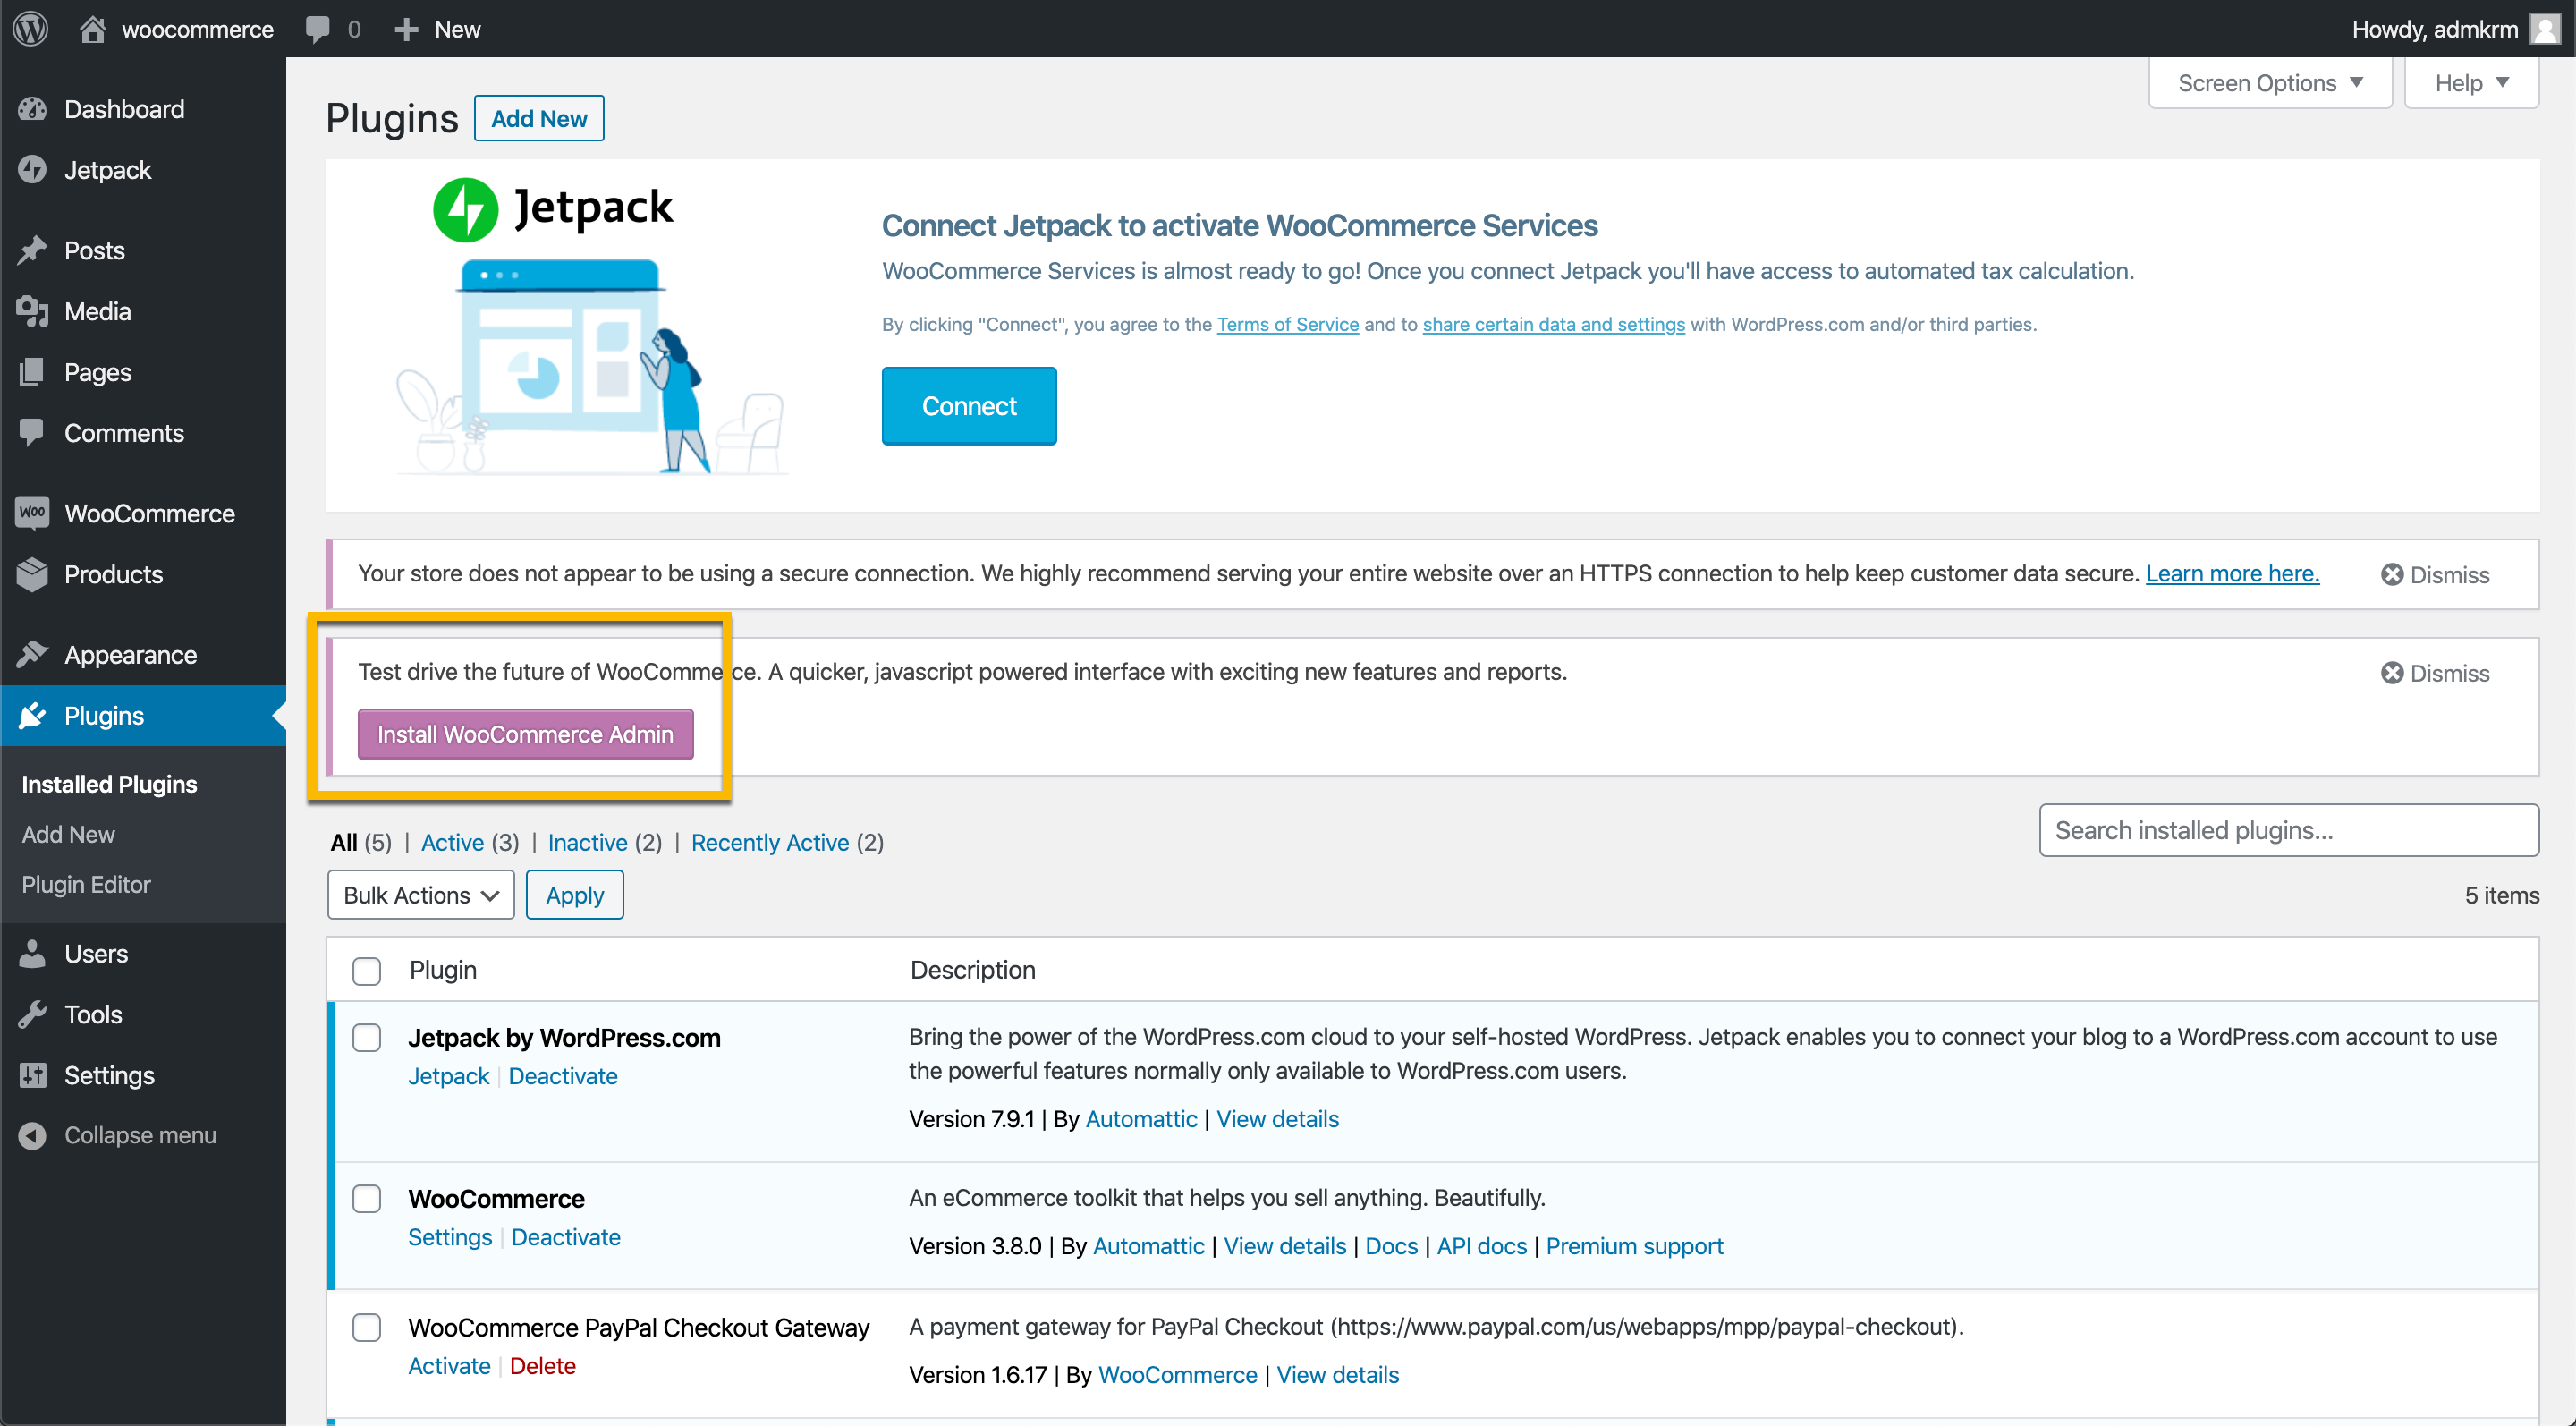 woocommerce 0 New Howdy, admkrm
Screen Options Help
Dashboard
Jetpack
Posts
Media
Pages
Comments
Woo WooCommerce
Products
Appearance
Plugins
Installed Plugins
Add New
Plugin Editor
Users
Tools
Settings
Collapse menu
Plugins Add New
Jetpack
Connect Jetpack to activate WooCommerce Services
WooCommerce Services is almost ready to go! Once you connect Jetpack you'll have access to automated tax calculation.
By clicking "Connect", you agree to the Terms of Service and to share certain data and settings with WordPress.com and/or third parties.
Connect
Your store does not appear to be using a secure connection. We highly recommend serving your entire website over an HTTPS connection to help keep customer data secure. Learn more here. Dismiss
Test drive the future of WooCommerce. A quicker, javascript powered interface with exciting new features and reports. Dismiss
Install WooCommerce Admin
All (5) | Active (3) | Inactive (2) | Recently Active (2)
Search installed plugins...
Bulk Actions Apply
5 items
Plugin Description
Jetpack by WordPress.com
Jetpack | Deactivate
Bring the power of the WordPress.com cloud to your self-hosted WordPress. Jetpack enables you to connect your blog to a WordPress.com account to use
the powerful features normally only available to WordPress.com users.
Version 7.9.1 | By Automattic | View details
WooCommerce
Settings | Deactivate
An eCommerce toolkit that helps you sell anything. Beautifully.
Version 3.8.0 | By Automattic | View details | Docs | API docs | Premium support
WooCommerce PayPal Checkout Gateway
Activate | Delete
A payment gateway for PayPal Checkout (https://www.paypal.com/us/webapps/mpp/paypal-checkout).
Version 1.6.17 | By WooCommerce | View details